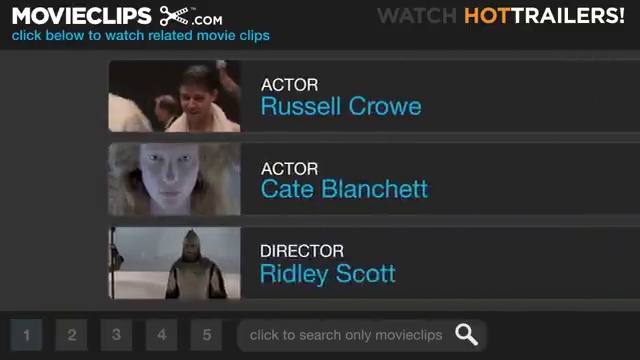 MOVIECLIPS .COM
WATCH HOTTRAILERS!
click below to watch related movie clips
ACTOR
Russell Crowe
ACTOR
Cate Blanchett
DIRECTOR
Ridley Scott
1 2 3 4 5 click to search only movieclips